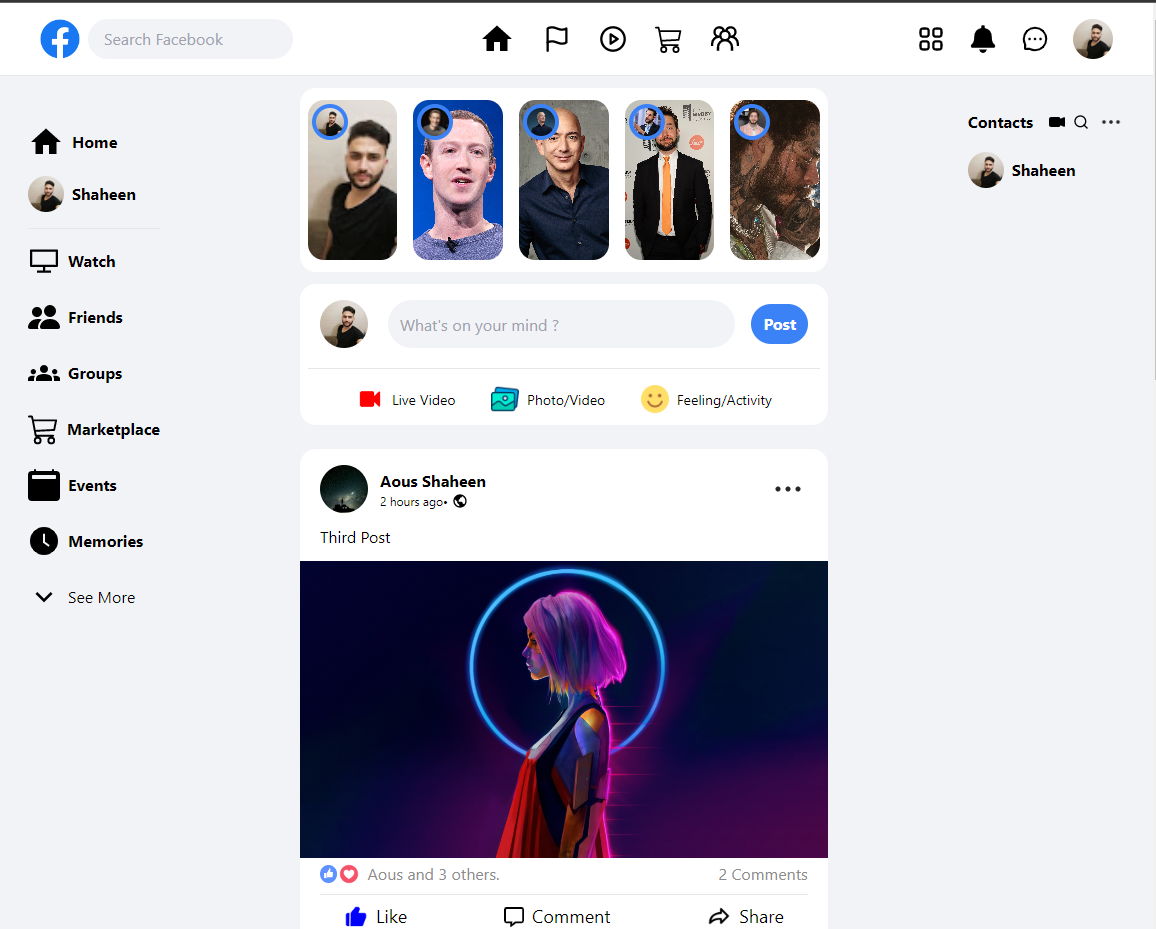 Search Facebook
Home
Shaheen
Watch
Friends
Groups
Marketplace
Events
Memories
See More
What's on your mind ?
Post
Live Video
Photo/Video
Feeling/Activity
Aous Shaheen
2 hours ago•
Third Post
Aous and 3 others.
2 Comments
Like
Comment
Share
Contacts
Shaheen